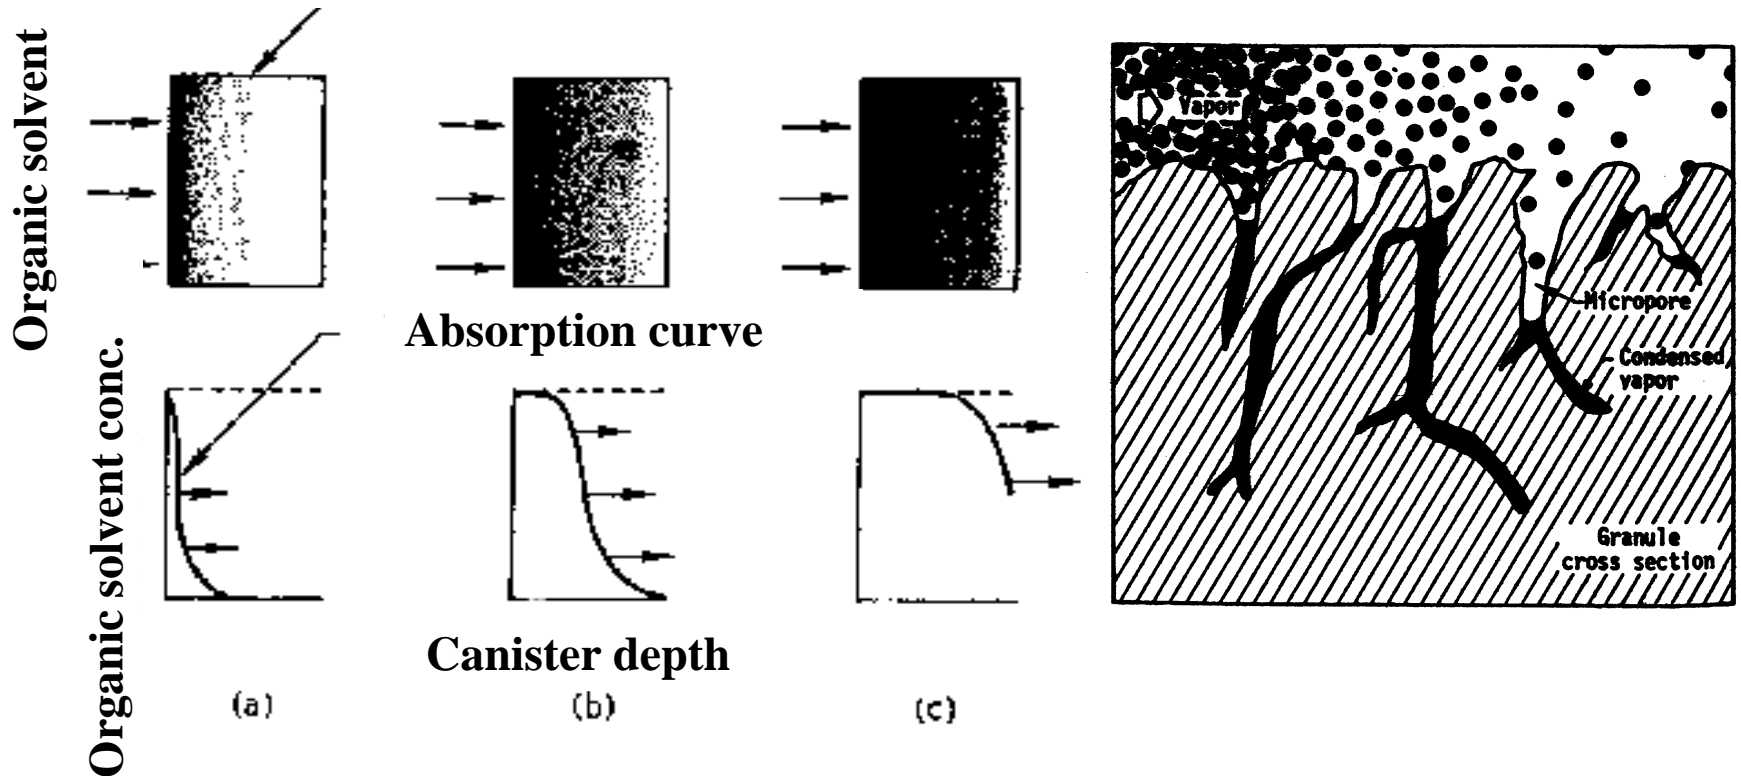 Organic solvent
Absorption curve
Organic solvent conc.
Canister depth
(a)
(b)
(c)
Vapor
Micropore
Condensed
vapor
Granule
cross section